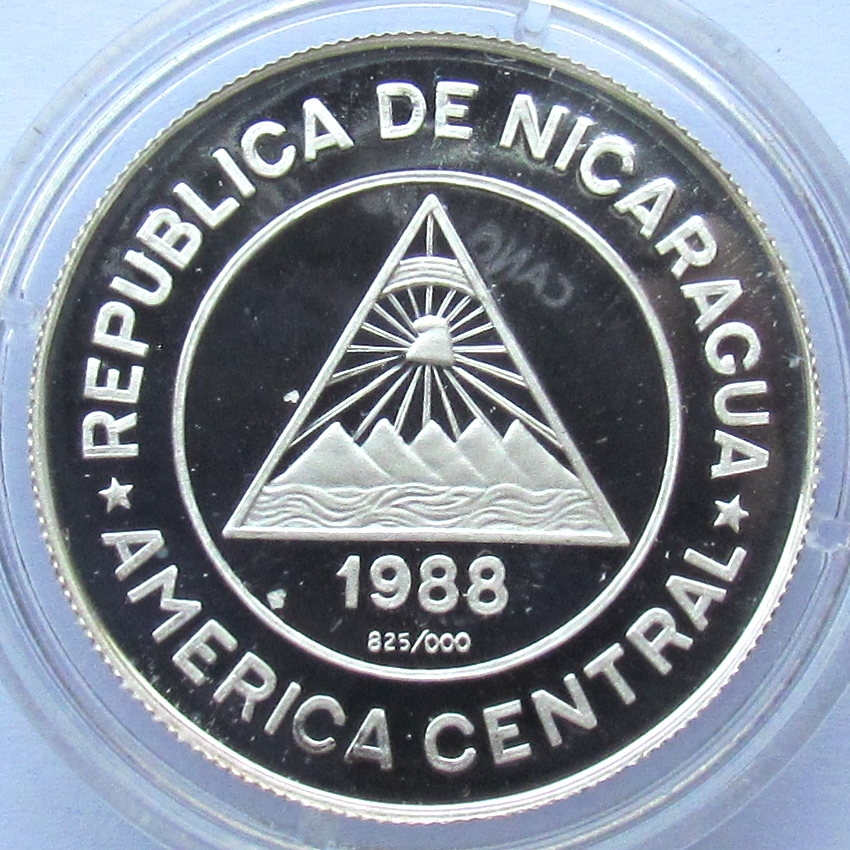 REPUBLICA DE NICARAGUA
1988
825/000
★ AMERICA CENTRAL ★